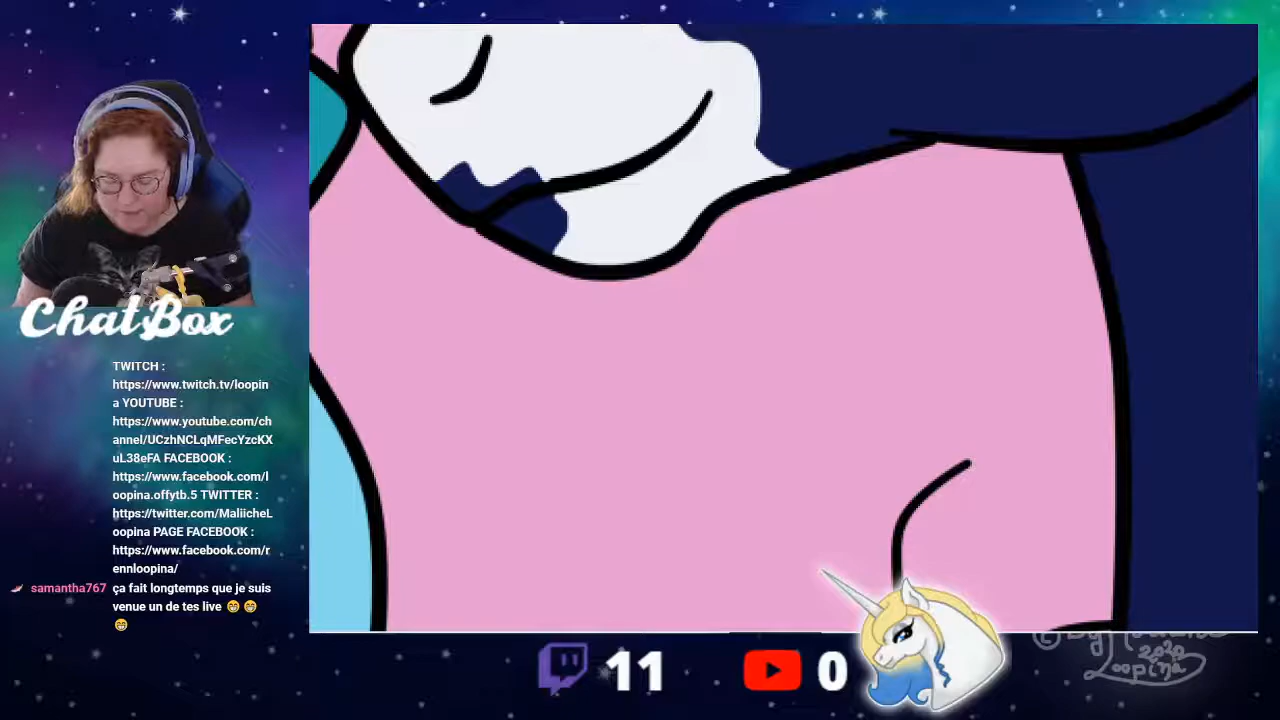 ChatBox
TWITCH :
https://www.twitch.tv/loopin
a YOUTUBE :
https://www.youtube.com/ch
annel/UCzhNCLqMFecYzcKX
uL38eFA FACEBOOK :
https://www.facebook.com/l
oopina.offytb.5 TWITTER :
https://twitter.com/MaliicheL
oopina PAGE FACEBOOK :
https://www.facebook.com/r
ennloopina/
samantha767 ça fait longtemps que je suis
venue un de tes live 😁 😁
😁
11
0
2020
Loopina